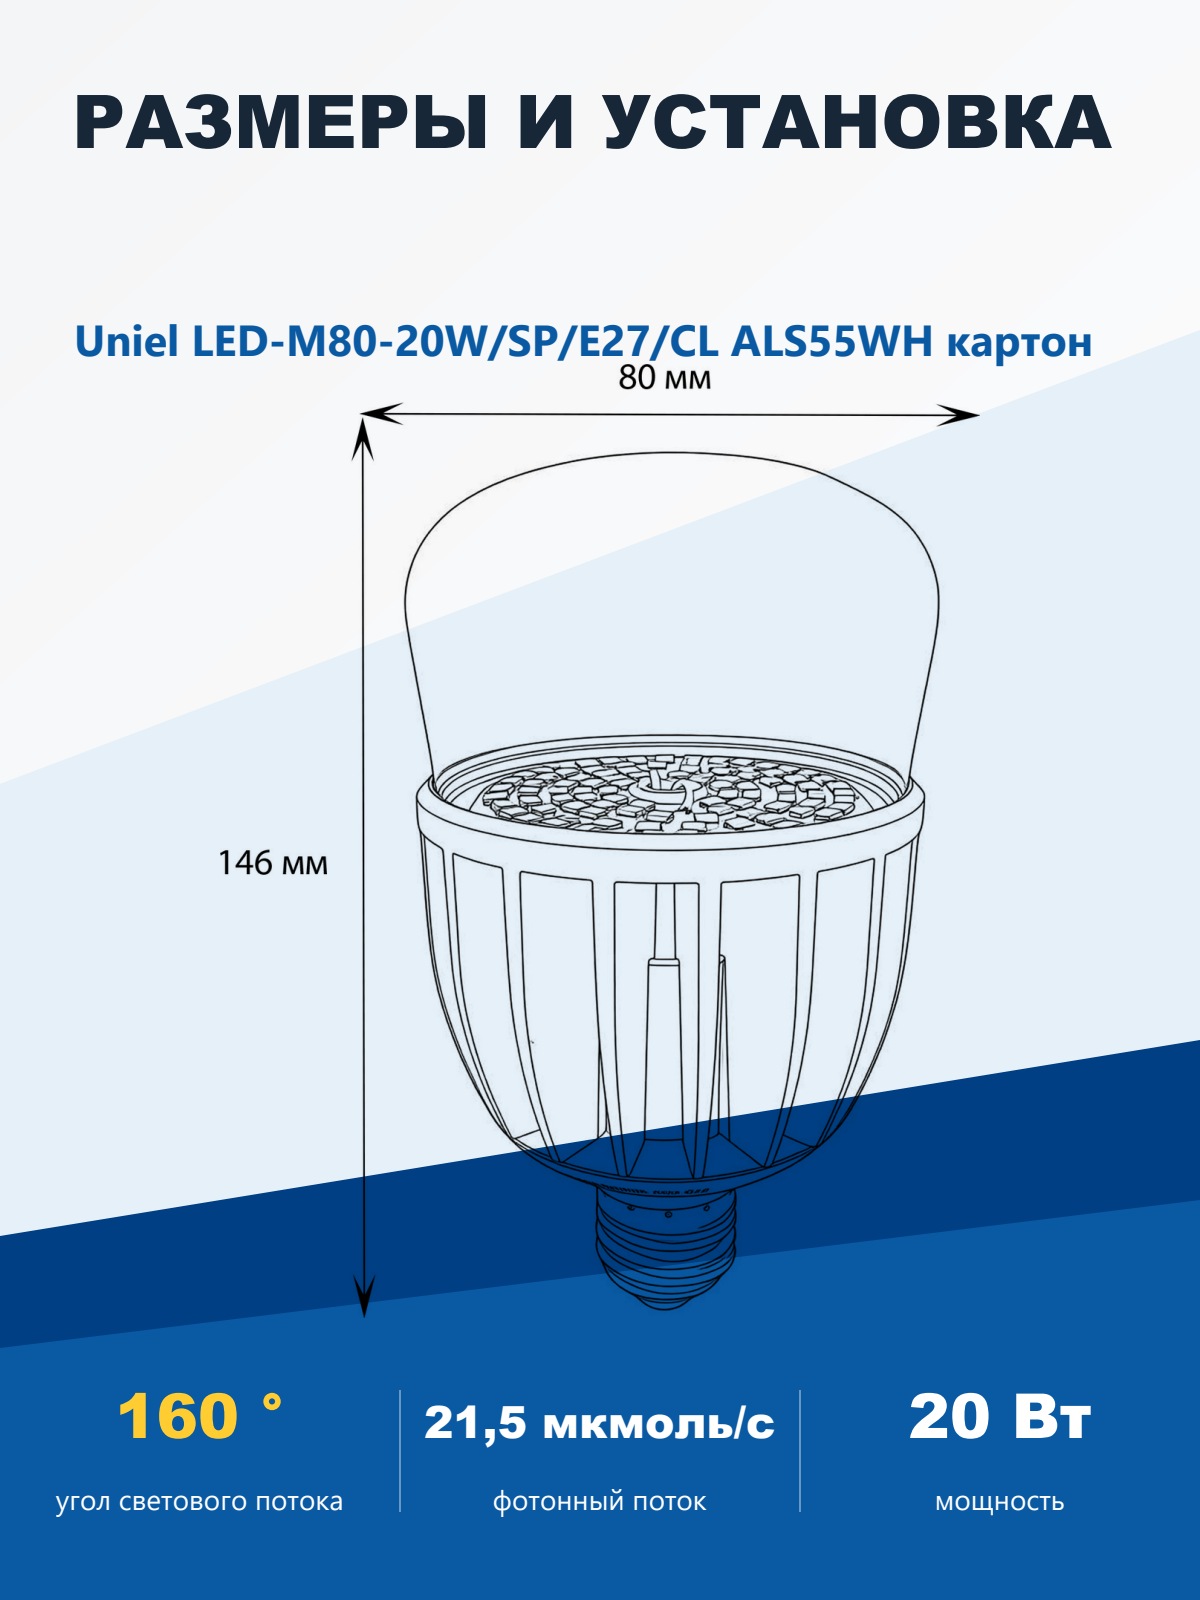 РАЗМЕРЫ И УСТАНОВКА
Uniel LED-M80-20W/SP/E27/CL ALS55WH картон
80 мм
146 мм
160 °
угол светового потока
21,5 мкмоль/с
фотонный поток
20 Вт
мощность